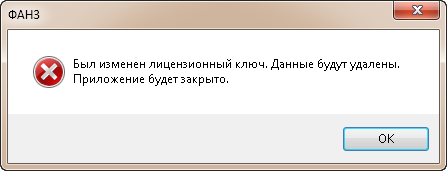 ФАНЗ
Был изменен лицензионный ключ. Данные будут удалены.
Приложение будет закрыто.
OK